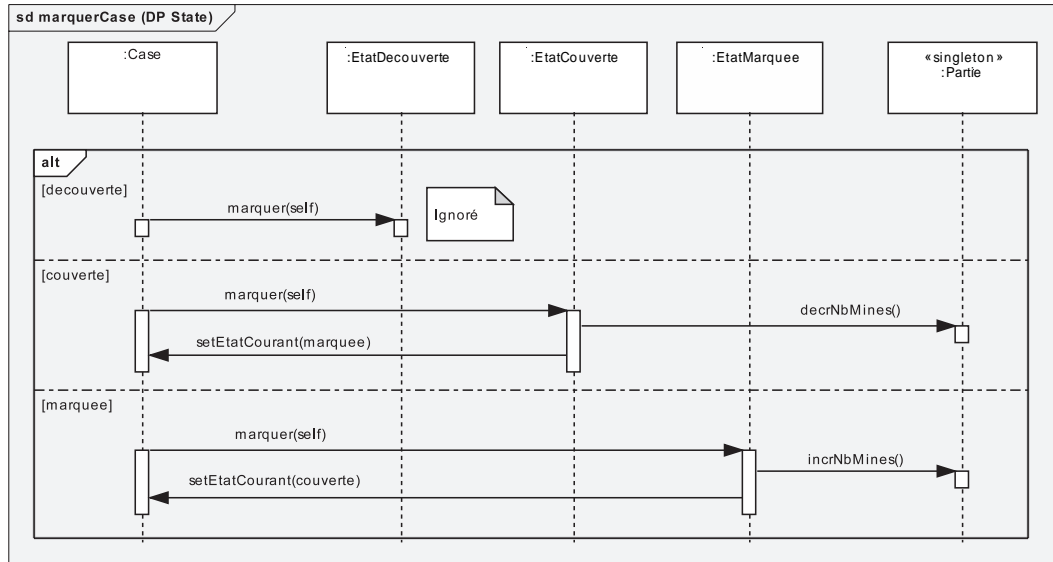 sd marquerCase (DP State)
:Case
:EtatDecouverte
:EtatCouverte
:EtatMarquee
«singleton»
:Partie
alt
[decouverte]
marquer(self)
Ignoré
[couverte]
marquer(self)
decrNbMines()
setEtatCourant(marquee)
[marquee]
marquer(self)
incrNbMines()
setEtatCourant(couverte)